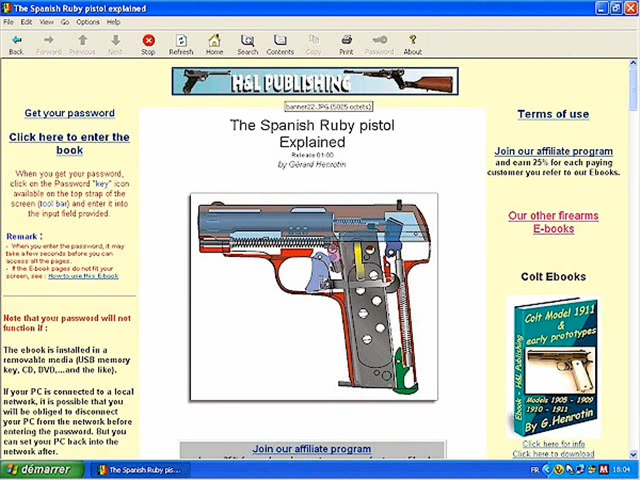 The Spanish Ruby pistol explained
File Edit View Go Options Help
Back Forward Previous Next Stop Refresh Home Search Contents Copy Print Password About
H&L PUBLISHING
banner22.JPG (5025 octets)
Get your password
Click here to enter the
book
When you get your password,
click on the Password "key" icon
available on the top strap of the
screen (tool bar) and enter it into
the input field provided.
Remark :
- When you enter the password, it may
take a few seconds before you can
access all the pages.
- If the E-book pages do not fit your
screen, see : How to use this E-book
Note that your password will not
function if :
The ebook is installed in a
removable media (USB memory
key, CD, DVD,...and the like).
If your PC is connected to a local
network, it is possible that you
will be obliged to disconnect
your PC from the network before
entering the password. But you
can set your PC back into the
network after.
The Spanish Ruby pistol
Explained
Release 01-00
by Gérard Henrotin
Join our affiliate program
Terms of use
Join our affiliate program
and earn 25% for each paying
customer you refer to our Ebooks.
Our other firearms
E-books
Colt Ebooks
Colt Model 1911
&
early prototypes
Ebook - H&L Publishing
Models 1905 - 1909
1910 - 1911
By G.Henrotin
Click here for info
Click here to download
démarrer
The Spanish Ruby pis...
FR
18:04